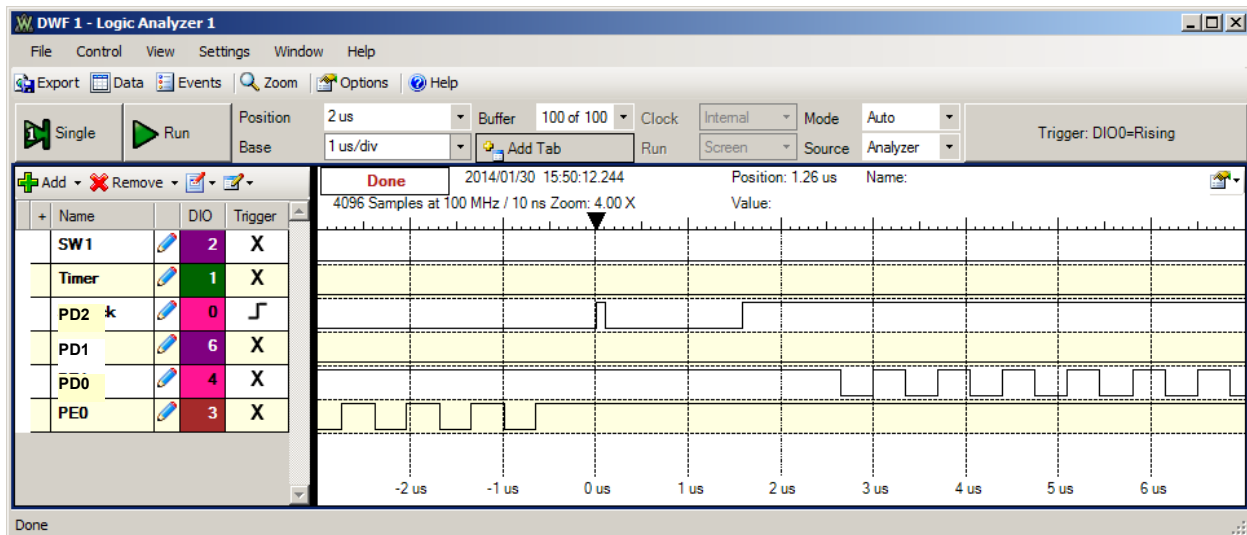 DWF 1 - Logic Analyzer 1
File Control View Settings Window Help
Export Data Events Zoom Options Help
Single Run Position 2 us Buffer 100 of 100 Clock Internal Mode Auto Trigger: DIO0=Rising
Base 1 us/div Add Tab Run Screen Source Analyzer
Add Remove Done 2014/01/30 15:50:12.244 Position: 1.26 us Name:
4096 Samples at 100 MHz / 10 ns Zoom: 4.00 X Value:
+ Name DIO Trigger
SW1 2 X
Timer 1 X
PD2 k 0
PD1 6 X
PD0 4 X
PE0 3 X
-2 us -1 us 0 us 1 us 2 us 3 us 4 us 5 us 6 us
Done